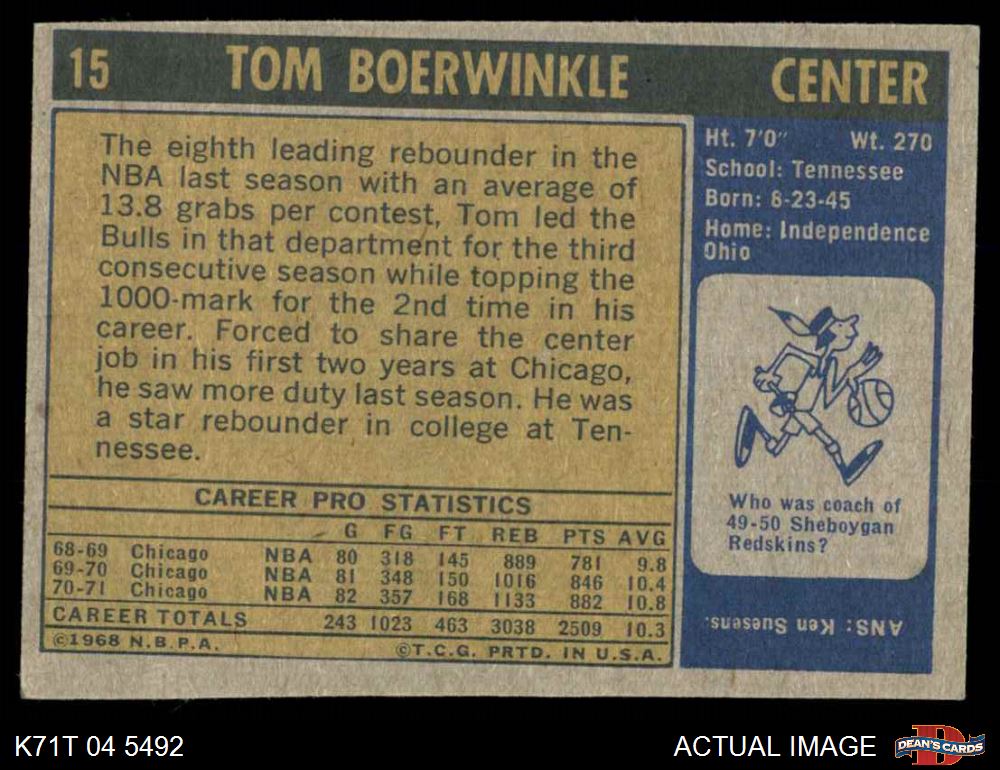 15 TOM BOERWINKLE CENTER
The eighth leading rebounder in the
NBA last season with an average of
13.8 grabs per contest, Tom led the
Bulls in that department for the third
consecutive season while topping the
1000-mark for the 2nd time in his
career. Forced to share the center
job in his first two years at Chicago,
he saw more duty last season. He was
a star rebounder in college at Ten-
nessee.
Ht. 7'0" Wt. 270
School: Tennessee
Born: 8-23-45
Home: Independence
Ohio
Who was coach of
49-50 Sheboygan
Redskins?
ANS: Ken Suesens.
CAREER PRO STATISTICS
G FG FT REB PTS AVG
68-69 Chicago NBA 80 318 145 889 781 9.8
69-70 Chicago NBA 81 348 150 1016 846 10.4
70-71 Chicago NBA 82 357 168 1133 882 10.8
CAREER TOTALS 243 1023 463 3038 2509 10.3
©1968 N.B.P.A. ©T.C.G. PRTD. IN U.S.A.
K71T 04 5492 ACTUAL IMAGE D DEAN'S CARDS